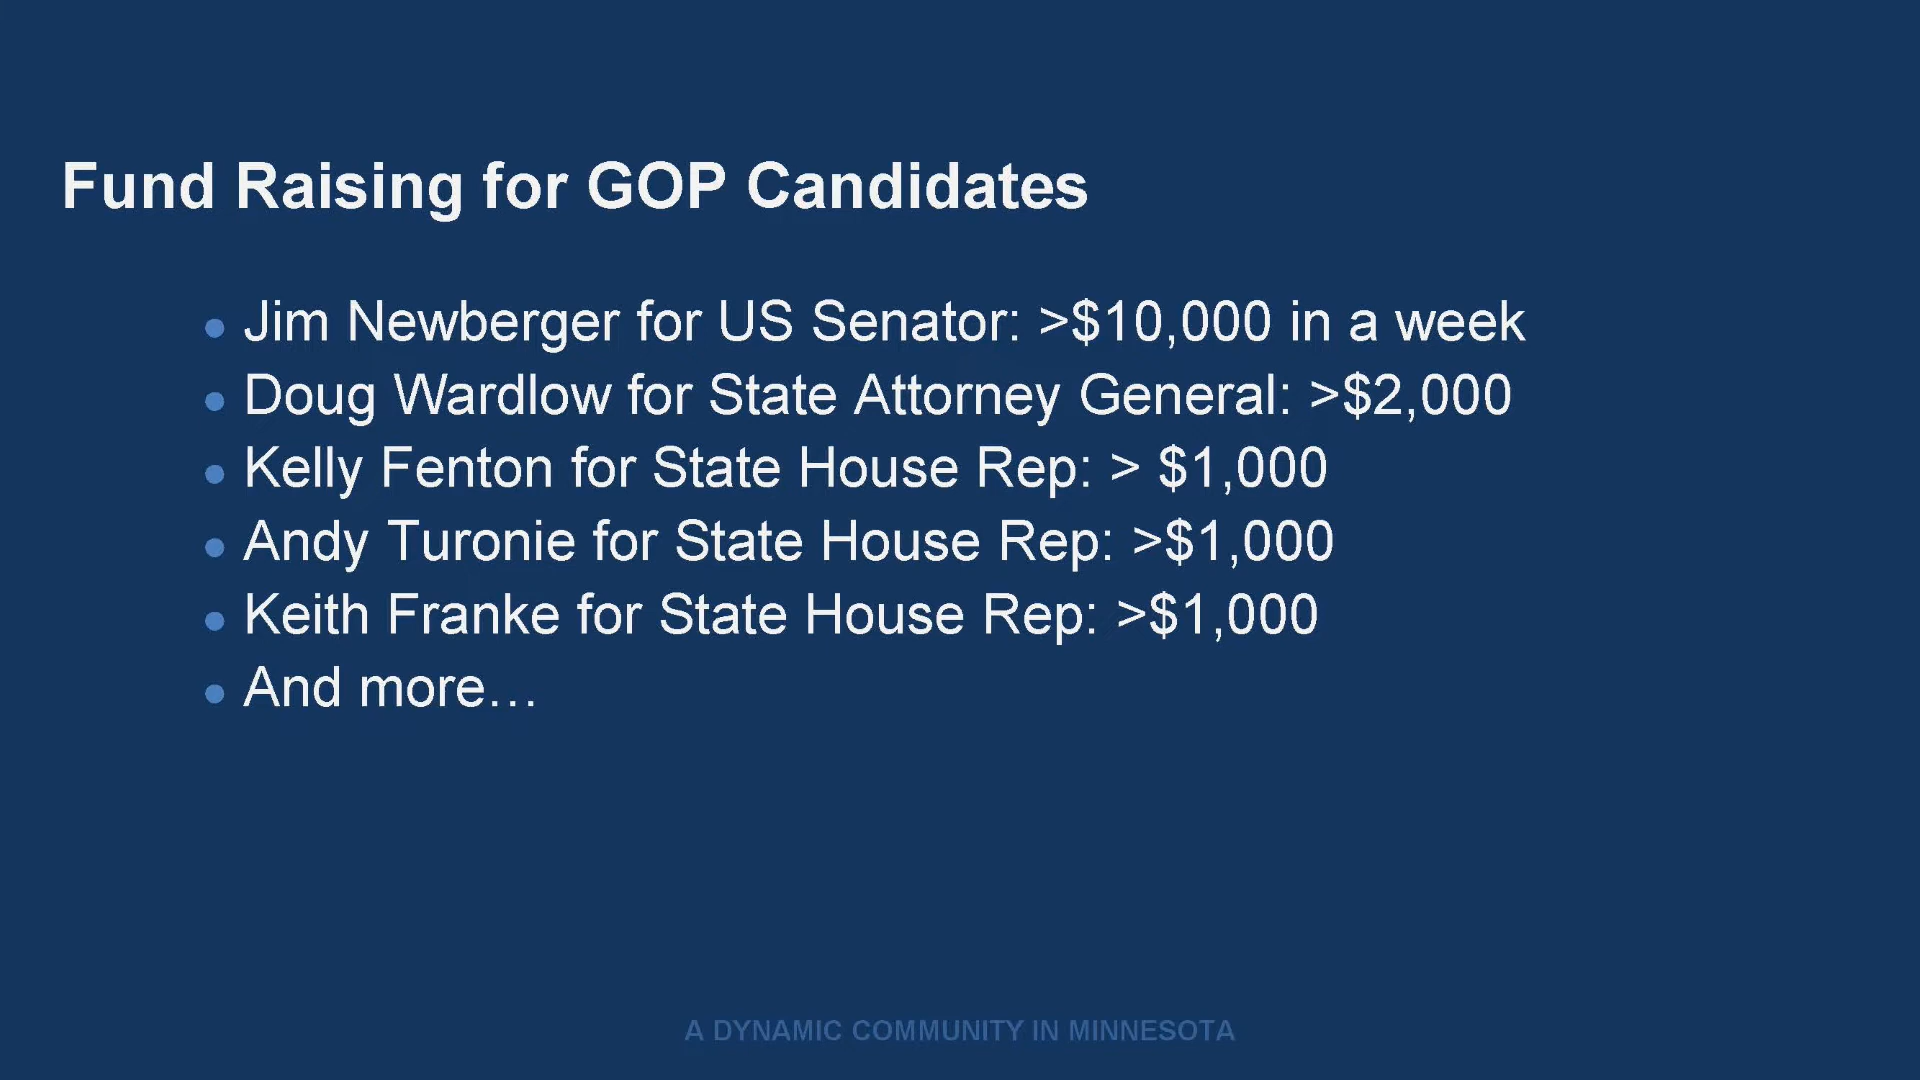 Fund Raising for GOP Candidates
Jim Newberger for US Senator: >$10,000 in a week
Doug Wardlow for State Attorney General: >$2,000
Kelly Fenton for State House Rep: > $1,000
Andy Turonie for State House Rep: >$1,000
Keith Franke for State House Rep: >$1,000
And more…
A DYNAMIC COMMUNITY IN MINNESOTA